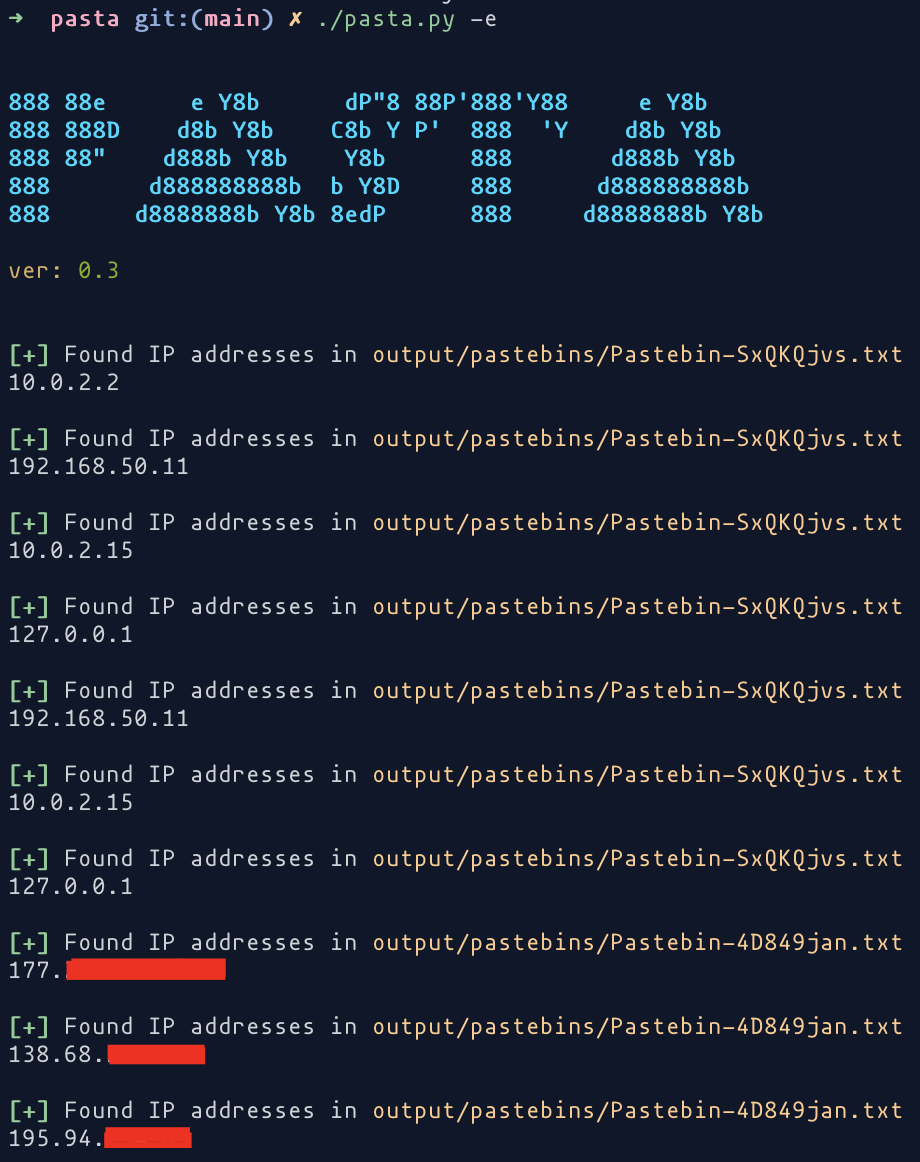 ➜  pasta git:(main) ✗ ./pasta.py -e
888 88e      e Y8b      dP"8 88P'888'Y88     e Y8b
888 888D    d8b Y8b    C8b Y P'  888  'Y    d8b Y8b
888 88"    d888b Y8b    Y8b      888       d888b Y8b
888       d888888888b  b Y8D     888      d888888888b
888      d8888888b Y8b 8edP      888     d8888888b Y8b
ver: 0.3
[+] Found IP addresses in output/pastebins/Pastebin-SxQKQjvs.txt
10.0.2.2
[+] Found IP addresses in output/pastebins/Pastebin-SxQKQjvs.txt
192.168.50.11
[+] Found IP addresses in output/pastebins/Pastebin-SxQKQjvs.txt
10.0.2.15
[+] Found IP addresses in output/pastebins/Pastebin-SxQKQjvs.txt
127.0.0.1
[+] Found IP addresses in output/pastebins/Pastebin-SxQKQjvs.txt
192.168.50.11
[+] Found IP addresses in output/pastebins/Pastebin-SxQKQjvs.txt
10.0.2.15
[+] Found IP addresses in output/pastebins/Pastebin-SxQKQjvs.txt
127.0.0.1
[+] Found IP addresses in output/pastebins/Pastebin-4D849jan.txt
177.
[+] Found IP addresses in output/pastebins/Pastebin-4D849jan.txt
138.68.
[+] Found IP addresses in output/pastebins/Pastebin-4D849jan.txt
195.94.